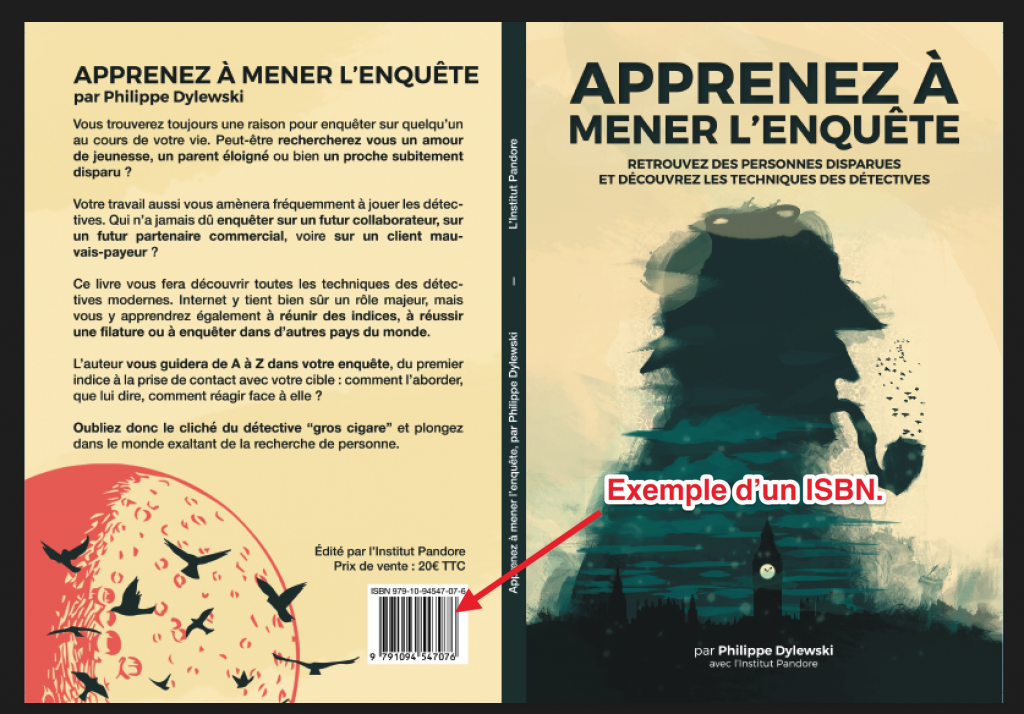 APPRENEZ À MENER L’ENQUÊTE
par Philippe Dylewski
Vous trouverez toujours une raison pour enquêter sur quelqu’un
au cours de votre vie. Peut-être rechercherez vous un amour
de jeunesse, un parent éloigné ou bien un proche subitement
disparu ?
Votre travail aussi vous amènera fréquemment à jouer les détec-
tives. Qui n’a jamais dû enquêter sur un futur collaborateur, sur
un futur partenaire commercial, voire sur un client mau-
vais-payeur ?
Ce livre vous fera découvrir toutes les techniques des détec-
tives modernes. Internet y tient bien sûr un rôle majeur, mais
vous y apprendrez également à réunir des indices, à réussir
une filature ou à enquêter dans d’autres pays du monde.
L’auteur vous guidera de A à Z dans votre enquête, du premier
indice à la prise de contact avec votre cible : comment l’aborder,
que lui dire, comment réagir face à elle ?
Oubliez donc le cliché du détective “gros cigare” et plongez
dans le monde exaltant de la recherche de personne.
Édité par l’Institut Pandore
Prix de vente : 20€ TTC
ISBN 979-10-94547-07-6
9 791094 547076
Apprenez à mener l’enquête, par Philippe Dylewski – L’Institut Pandore
APPRENEZ À
MENER L’ENQUÊTE
RETROUVEZ DES PERSONNES DISPARUES
ET DÉCOUVREZ LES TECHNIQUES DES DÉTECTIVES
Exemple d’un ISBN.
par Philippe Dylewski
avec l’Institut Pandore